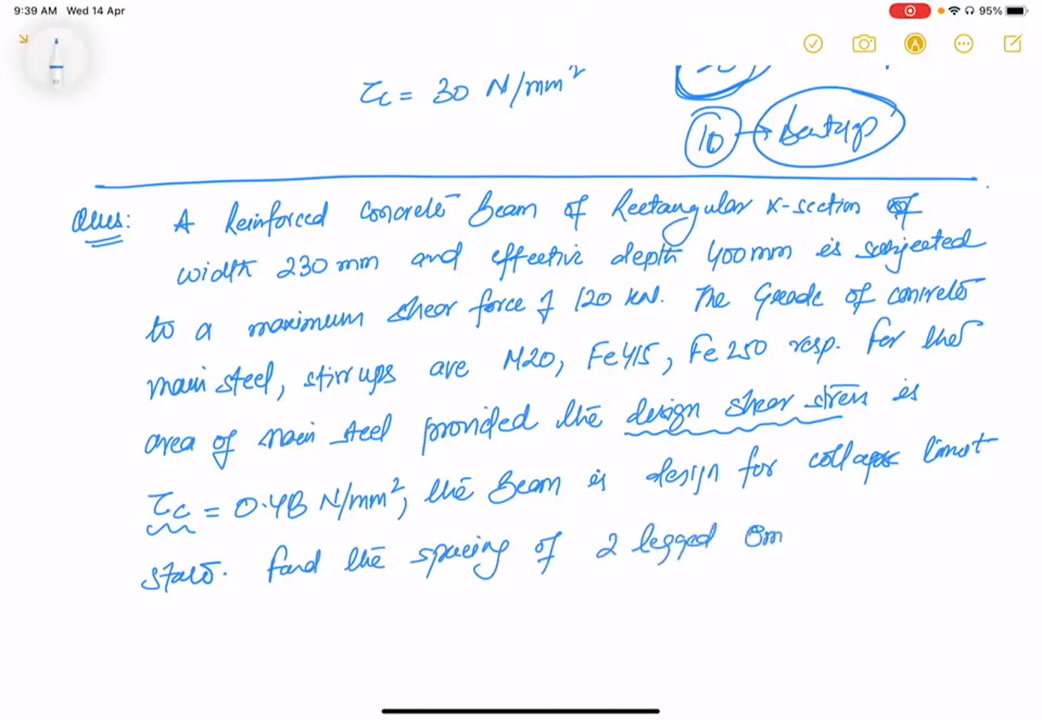 9:39 AM Wed 14 Apr
95%
τc = 30 N/mm²
10 → bentup
Ques: A Reinforced concrete Beam of Rectangular X-section of
width 230 mm and effective depth 400mm is subjected
to a maximum shear force of 120 kN. The Grade of concrete
main steel, stirrups are M20, Fe415, Fe250 resp. For the
area of main steel provided the design shear stress is
τc = 0.48 N/mm², the Beam is design for collapse limit
state. find the spacing of 2 legged 8m